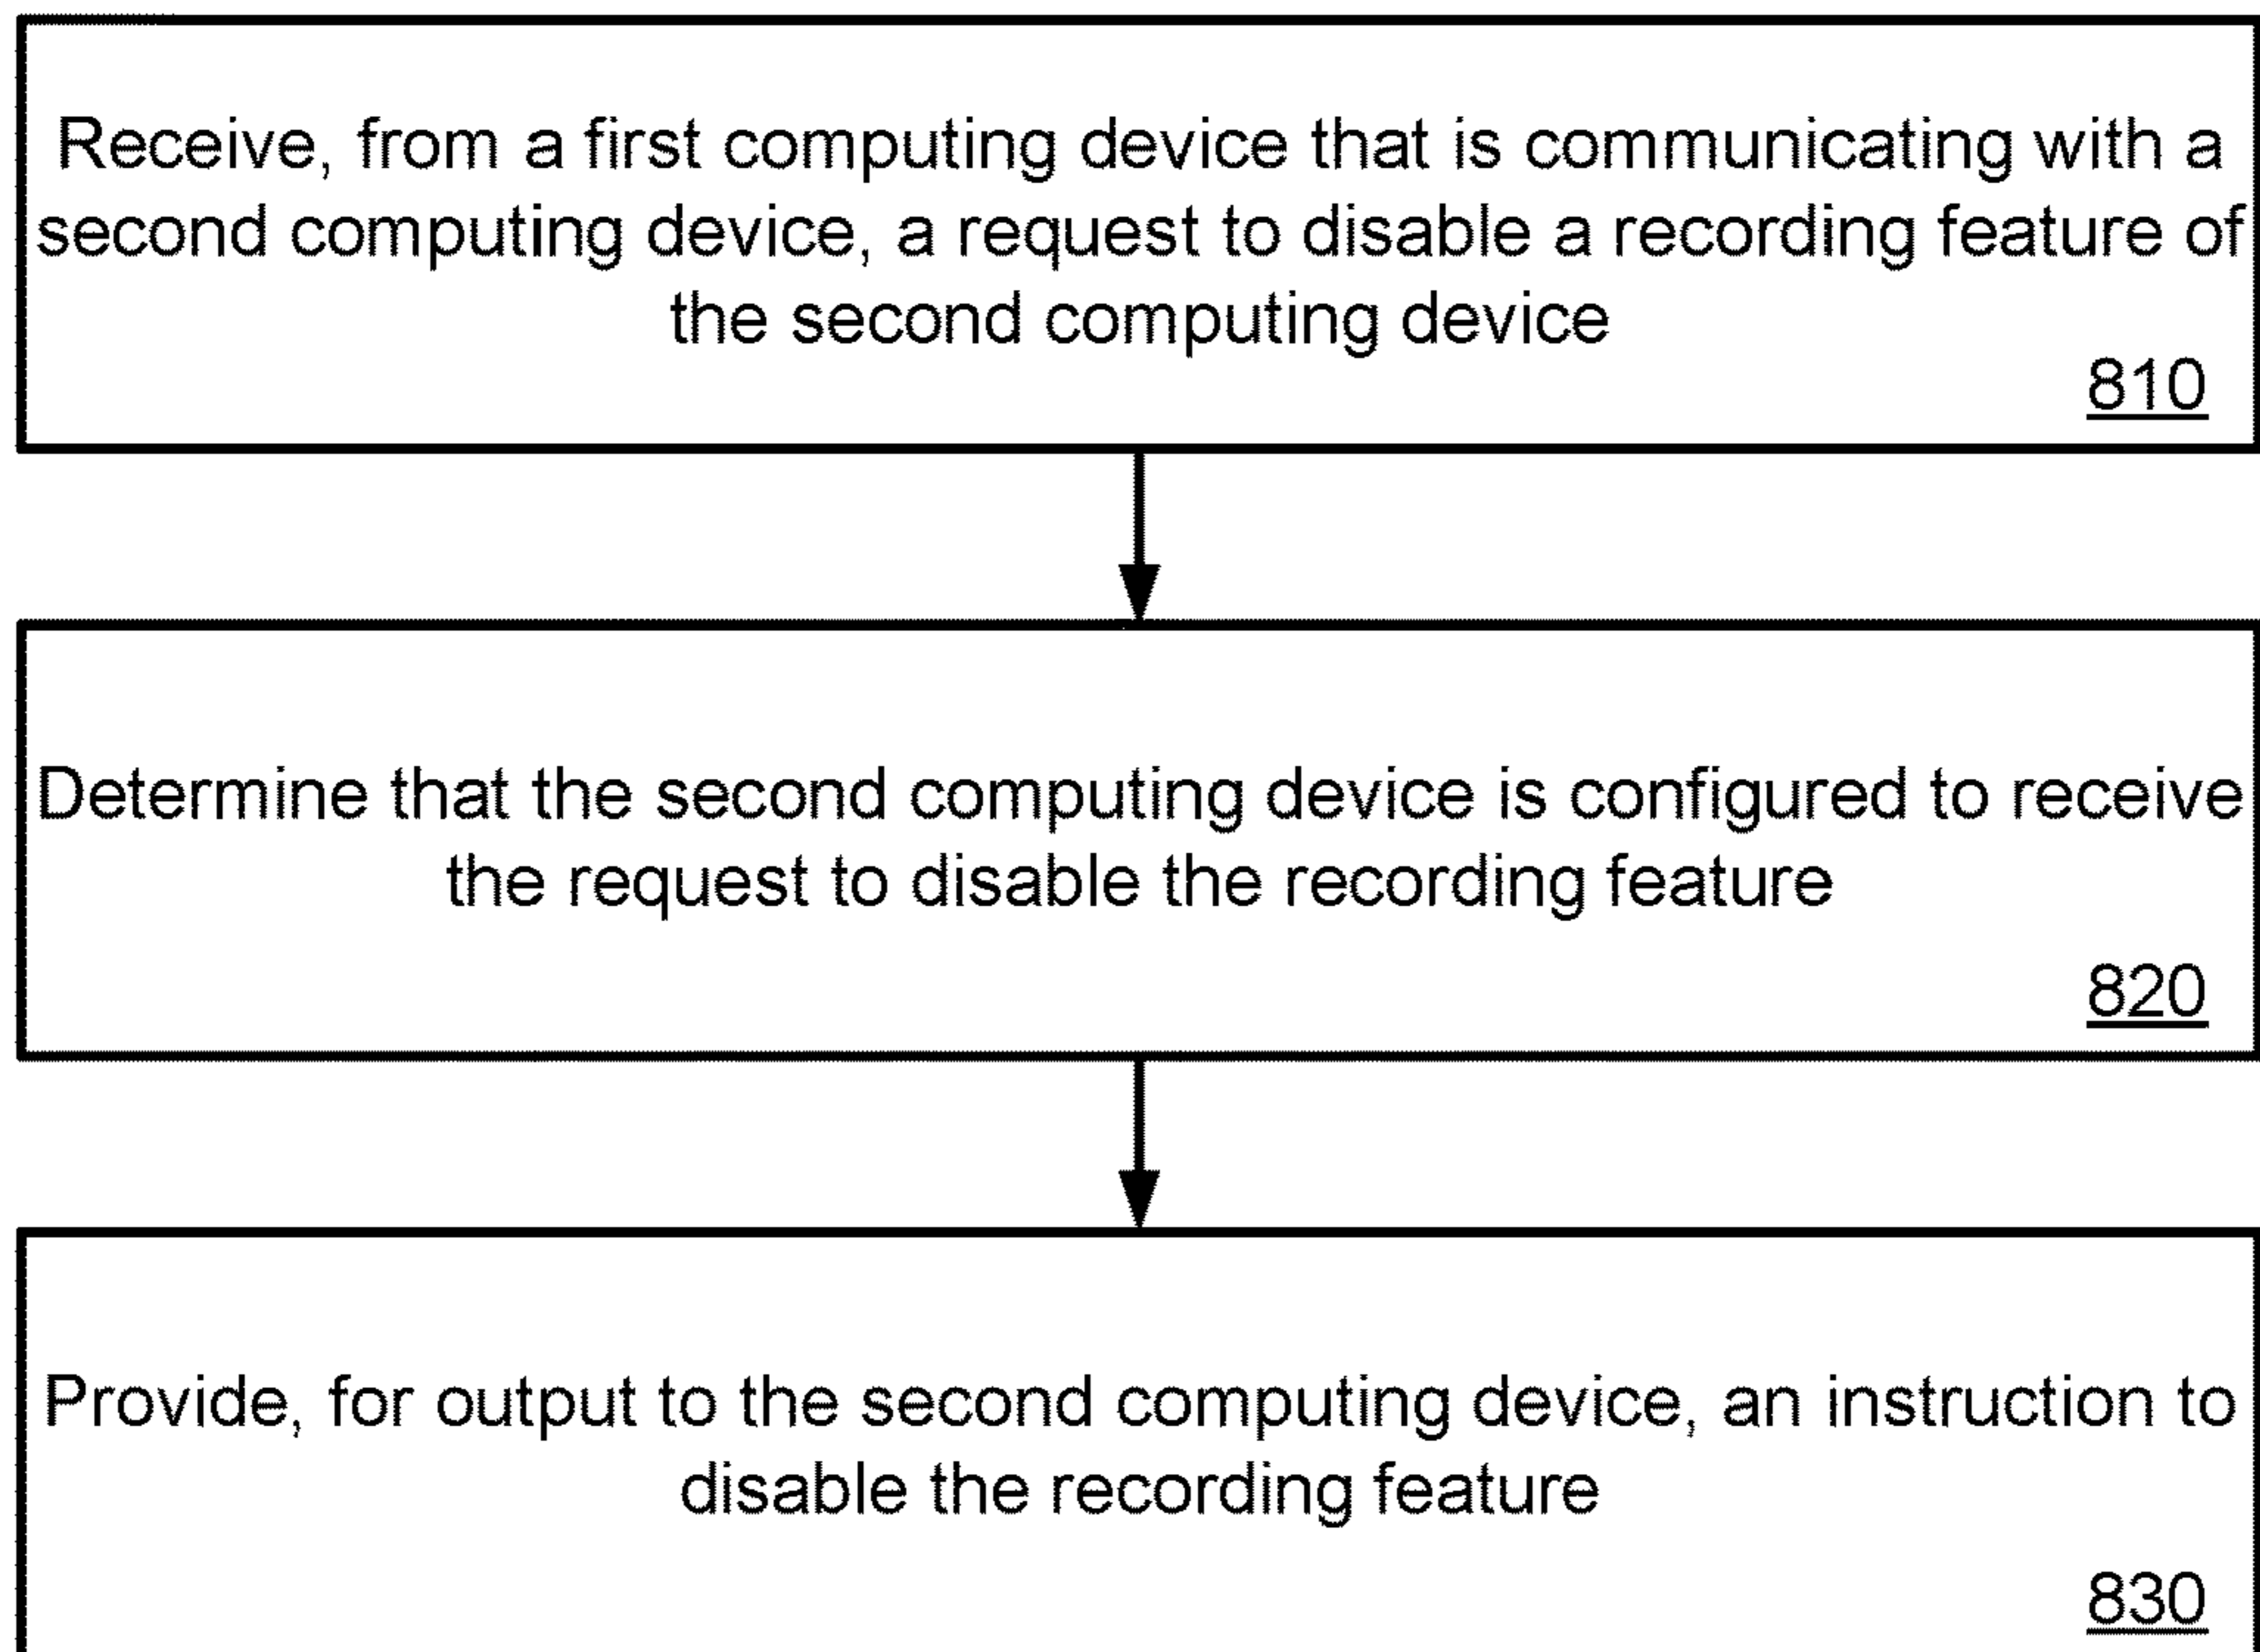 Receive, from a first computing device that is communicating with a
second computing device, a request to disable a recording feature of
the second computing device
810
Determine that the second computing device is configured to receive
the request to disable the recording feature
820
Provide, for output to the second computing device, an instruction to
disable the recording feature
830